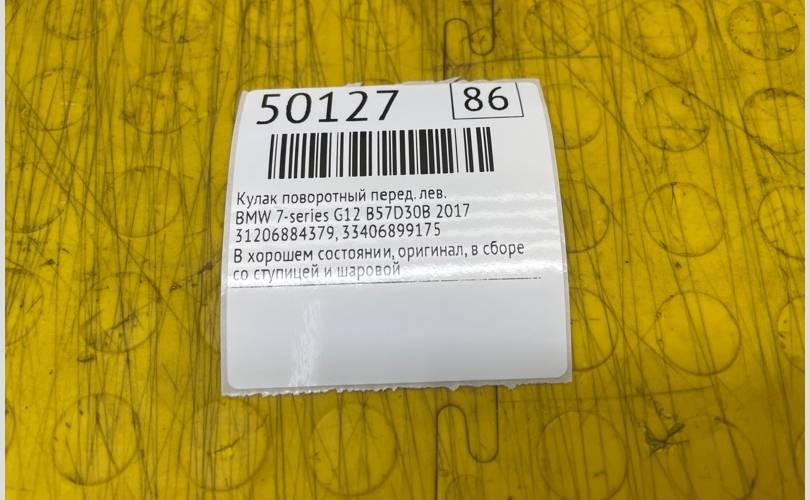 50127 86
Кулак поворотный перед. лев.
BMW 7-series G12 B57D30B 2017
31206884379, 33406899175
В хорошем состоянии, оригинал, в сборе
со ступицей и шаровой